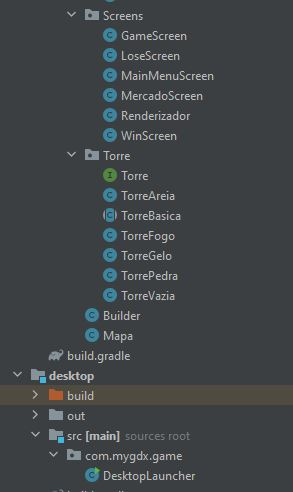 Screens
GameScreen
LoseScreen
MainMenuScreen
MercadoScreen
Renderizador
WinScreen
Torre
Torre
TorreAreia
TorreBasica
TorreFogo
TorreGelo
TorrePedra
TorreVazia
Builder
Mapa
build.gradle
desktop
build
out
src [main] sources root
com.mygdx.game
DesktopLauncher